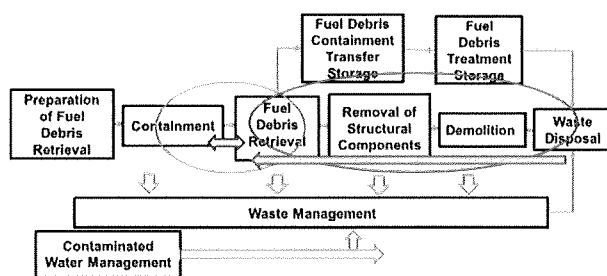 Fuel Debris
Containment
Transfer
Storage
Fuel
Debris
Treatment
Storage
Preparation
of Fuel
Debris
Retrieval
Containment
Fuel
Debris
Retrieval
Removal of
Structural
Components
Demolition
Waste
Disposal
Waste Management
Contaminated
Water Management